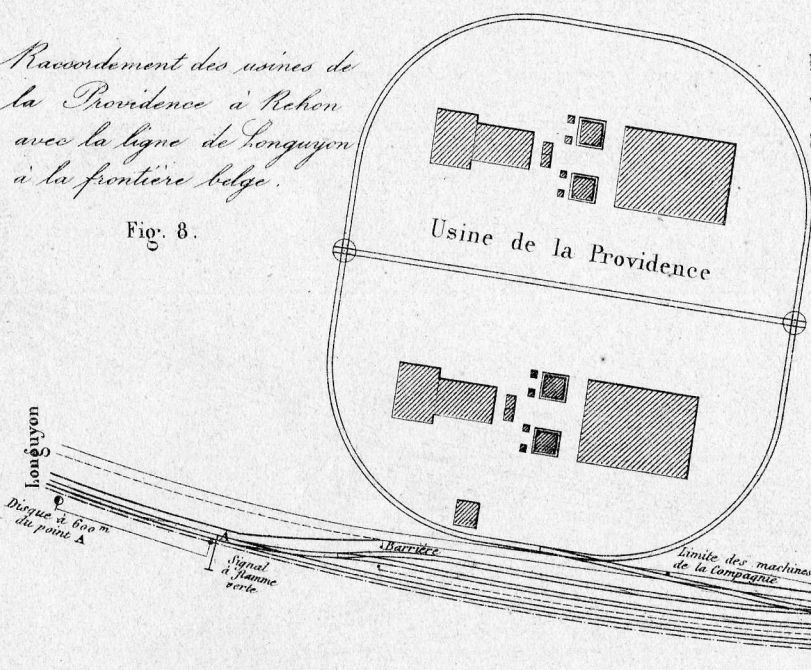 Raccordement des usines de
la Providence à Rehon
avec la ligne de Longuyon
à la frontière belge.
Fig. 8.
Usine de la Providence
Longuyon
Disque à 600 m
du point A
A
Signal
à flamme
verte
Barrière
Limite des machines
de la Compagnie